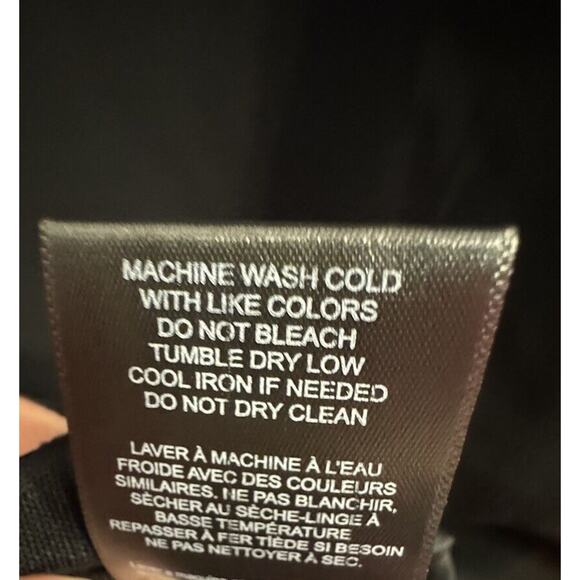 MACHINE WASH COLD
WITH LIKE COLORS
DO NOT BLEACH
TUMBLE DRY LOW
COOL IRON IF NEEDED
DO NOT DRY CLEAN
LAVER À MACHINE À L'EAU
FROIDE AVEC DES COULEURS
SIMILAIRES. NE PAS BLANCHIR,
SÈCHER AU SÈCHE-LINGE À
BASSE TEMPÉRATURE
REPASSER À FER TIÈDE SI BESOIN
NE PAS NETTOYER À SEC.